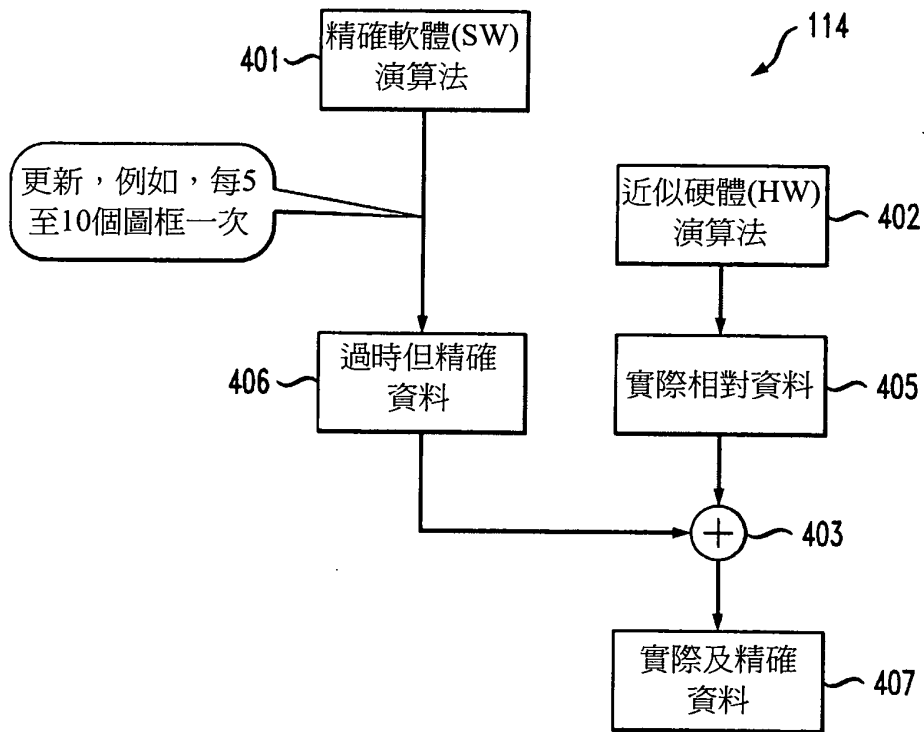 精確軟體(SW)
演算法
401
114
更新，例如，每5
至10個圖框一次
近似硬體(HW)
演算法
402
過時但精確
資料
406
實際相對資料
405
+
403
實際及精確
資料
407